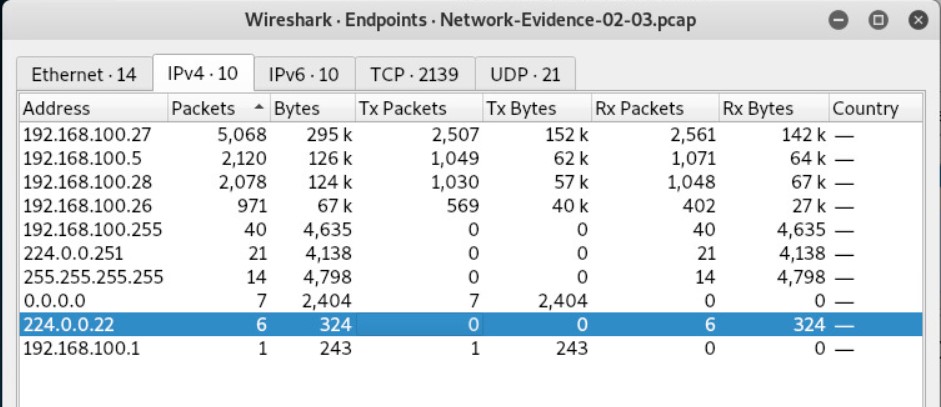 Wireshark · Endpoints · Network-Evidence-02-03.pcap
Ethernet · 14 IPv4 · 10 IPv6 · 10 TCP · 2139 UDP · 21
Address Packets Bytes Tx Packets Tx Bytes Rx Packets Rx Bytes Country
192.168.100.27 5,068 295 k 2,507 152 k 2,561 142 k —
192.168.100.5 2,120 126 k 1,049 62 k 1,071 64 k —
192.168.100.28 2,078 124 k 1,030 57 k 1,048 67 k —
192.168.100.26 971 67 k 569 40 k 402 27 k —
192.168.100.255 40 4,635 0 0 40 4,635 —
224.0.0.251 21 4,138 0 0 21 4,138 —
255.255.255.255 14 4,798 0 0 14 4,798 —
0.0.0.0 7 2,404 7 2,404 0 0 —
224.0.0.22 6 324 0 0 6 324 —
192.168.100.1 1 243 1 243 0 0 —